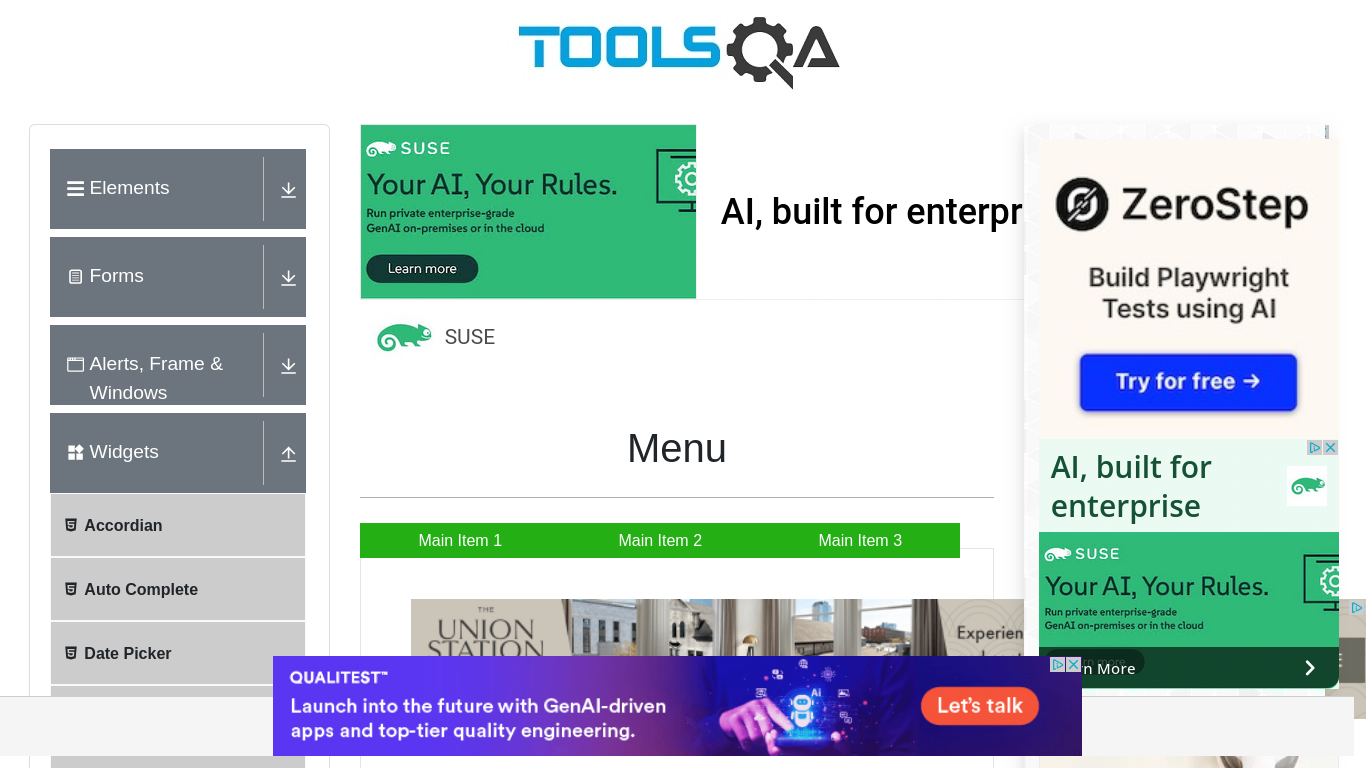 TOOLSQA
Elements
Forms
Alerts, Frame &
Windows
Widgets
Accordian
Auto Complete
Date Picker
SUSE
Your AI, Your Rules.
Run private enterprise-grade
GenAI on-premises or in the cloud
Learn more
AI, built for enterpr
SUSE
Menu
Main Item 1
Main Item 2
Main Item 3
THE
UNION
STATION
Experien
ZeroStep
Build Playwright
Tests using AI
Try for free →
AI, built for
enterprise
SUSE
Your AI, Your Rules.
Run private enterprise-grade
GenAI on-premises or in the cloud
n More
QUALITEST™
Launch into the future with GenAI-driven
apps and top-tier quality engineering.
Ai
Let's talk